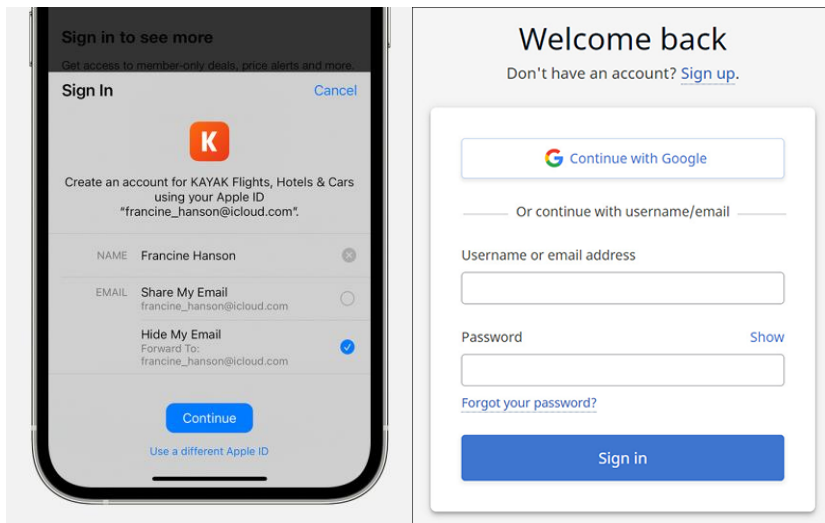 Sign in to see more
Get access to member-only deals, price alerts and more.
Sign In
Cancel
K
Create an account for KAYAK Flights, Hotels & Cars
using your Apple ID
“francine_hanson@icloud.com”.
NAME Francine Hanson
EMAIL Share My Email
francine_hanson@icloud.com
Hide My Email
Forward To:
francine_hanson@icloud.com
Continue
Use a different Apple ID
Welcome back
Don't have an account? Sign up.
Continue with Google
Or continue with username/email
Username or email address
Password
Show
Forgot your password?
Sign in